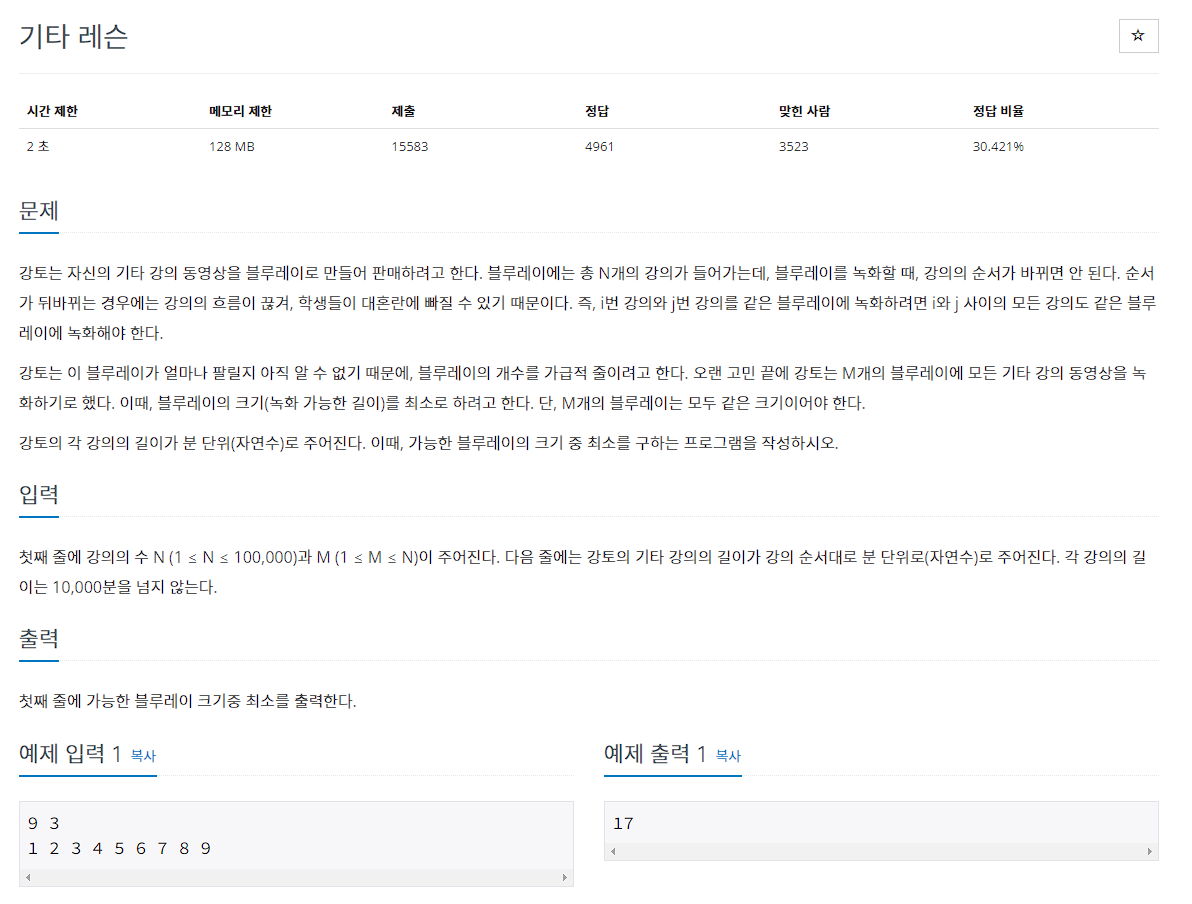 기타 레슨
☆
시간 제한 메모리 제한 제출 정답 맞힌 사람 정답 비율
2 초 128 MB 15583 4961 3523 30.421%
문제
강토는 자신의 기타 강의 동영상을 블루레이로 만들어 판매하려고 한다. 블루레이에는 총 N개의 강의가 들어가는데, 블루레이를 녹화할 때, 강의의 순서가 바뀌면 안 된다. 순서
가 뒤바뀌는 경우에는 강의의 흐름이 끊겨, 학생들이 대혼란에 빠질 수 있기 때문이다. 즉, i번 강의와 j번 강의를 같은 블루레이에 녹화하려면 i와 j 사이의 모든 강의도 같은 블루
레이에 녹화해야 한다.
강토는 이 블루레이가 얼마나 팔릴지 아직 알 수 없기 때문에, 블루레이의 개수를 가급적 줄이려고 한다. 오랜 고민 끝에 강토는 M개의 블루레이에 모든 기타 강의 동영상을 녹
화하기로 했다. 이때, 블루레이의 크기(녹화 가능한 길이)를 최소로 하려고 한다. 단, M개의 블루레이는 모두 같은 크기이어야 한다.
강토의 각 강의의 길이가 분 단위(자연수)로 주어진다. 이때, 가능한 블루레이의 크기 중 최소를 구하는 프로그램을 작성하시오.
입력
첫째 줄에 강의의 수 N (1 ≤ N ≤ 100,000)과 M (1 ≤ M ≤ N)이 주어진다. 다음 줄에는 강토의 기타 강의의 길이가 강의 순서대로 분 단위로(자연수)로 주어진다. 각 강의의 길
이는 10,000분을 넘지 않는다.
출력
첫째 줄에 가능한 블루레이 크기중 최소를 출력한다.
예제 입력 1 복사
9 3
1 2 3 4 5 6 7 8 9
예제 출력 1 복사
17